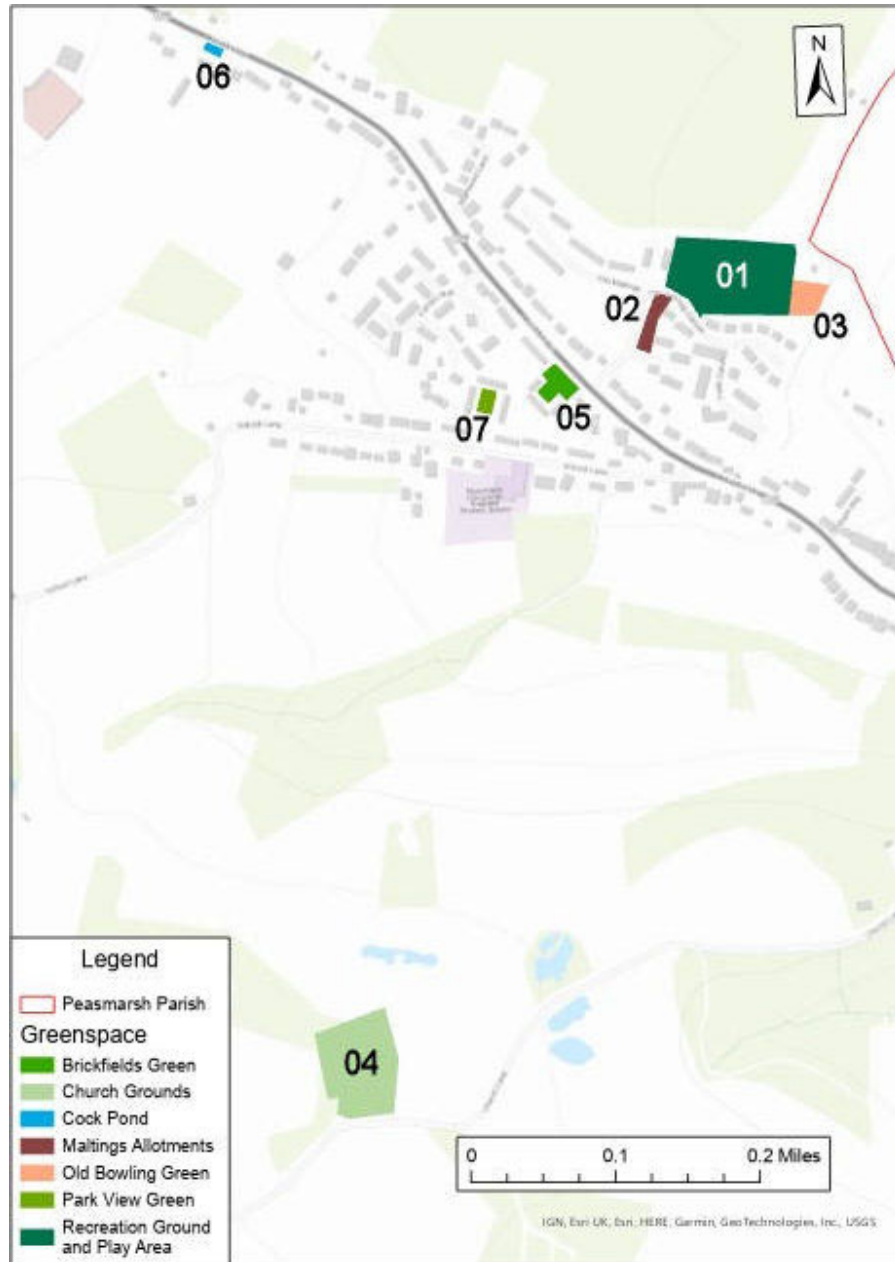 N
06
01
02
03
05
07
04
Legend
Peasmarsh Parish
Greenspace
Brickfields Green
Church Grounds
Cock Pond
Maltings Allotments
Old Bowling Green
Park View Green
Recreation Ground
and Play Area
0 0.1 0.2 Miles
IGN, Esri UK, Esri, HERE, Garmin, GeoTechnologies, Inc., USGS